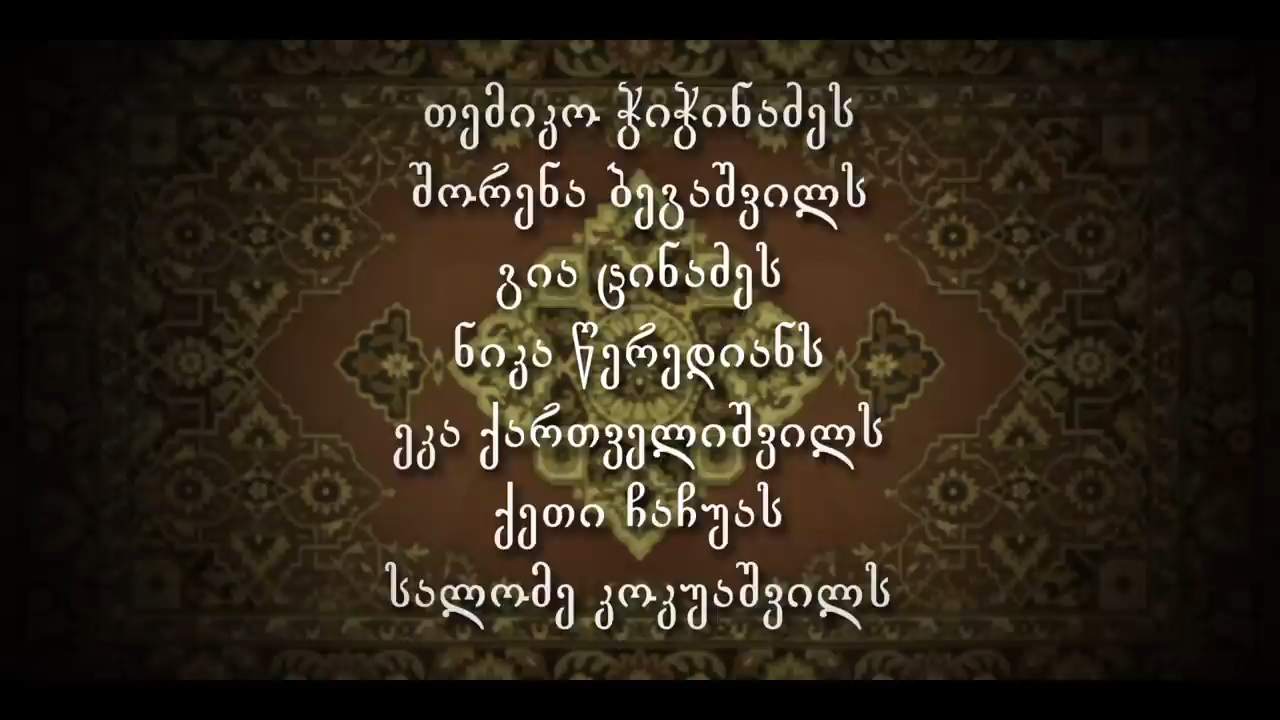 თემიკო ჭიჭინაძეს
შორენა ბეგაშვილს
გია ცინაძეს
ნიკა წერედიანს
ეკა ქართველიშვილს
ქეთი ჩაჩუას
სალომე კოკუაშვილს